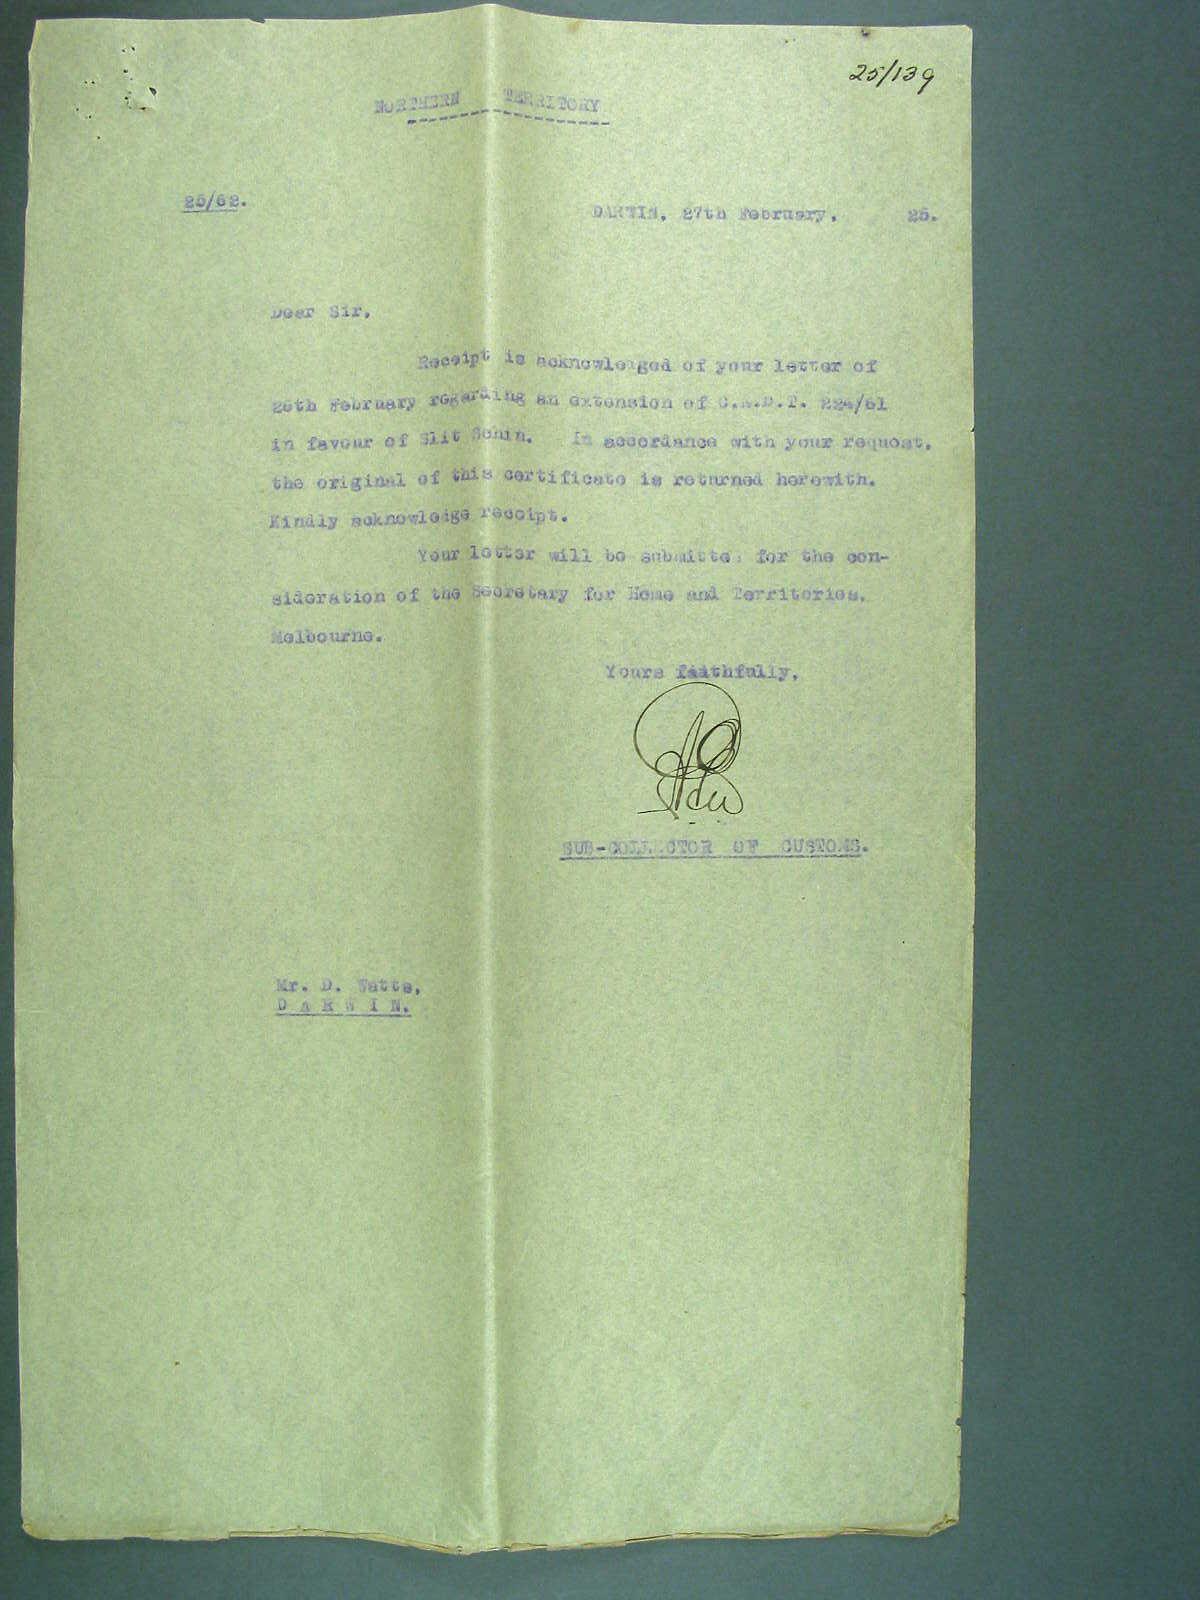 25/139
NORTHERN TERRITORY
25/62.
DARWIN, 27th February, 25.
Dear Sir,
Receipt is acknowledged of your letter of
26th February regarding an extension of C.E.D.T. 224/61
in favour of Slit Schin. In accordance with your request,
the original of this certificate is returned herewith.
Kindly acknowledge receipt.
Your letter will be submitted for the con-
sideration of the Secretary for Home and Territories,
Melbourne.
Yours faithfully,
SUB-COLLECTOR OF CUSTOMS.
Mr. D. Watts,
DARWIN.